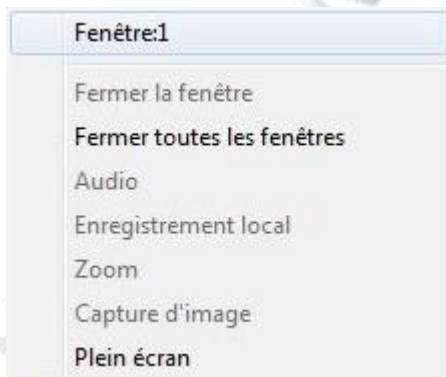 Fenêtre:1
Fermer la fenêtre
Fermer toutes les fenêtres
Audio
Enregistrement local
Zoom
Capture d'image
Plein écran